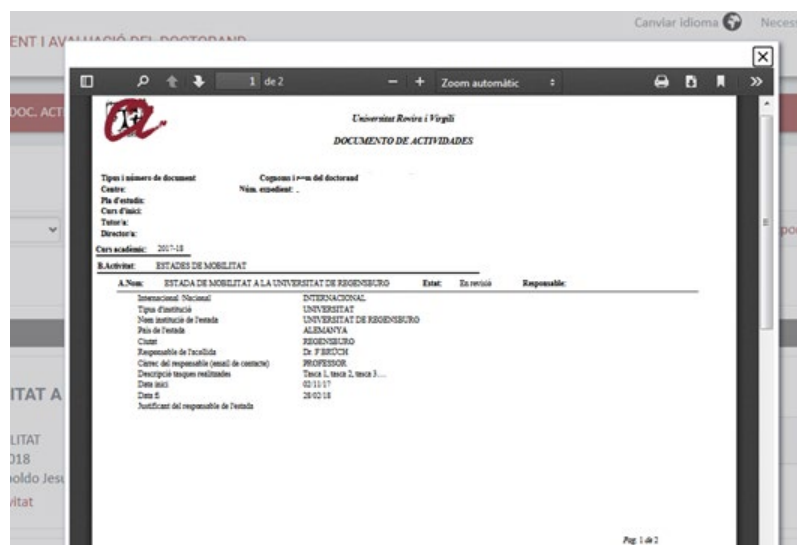 Canviar idioma
Neces
ENT I AVALUACIÓ DEL DOCTORAND
1 de 2
Zoom automàtic
DOC. ACT
Universitat Rovira i Virgili
DOCUMENTO DE ACTIVIDADES
Tipus i número de document Cognoms i nom del doctorand
Centre: Núm. expedient:
Pla d'estudis:
Curs d'inici:
Tutor/a:
Director/a:
Curs acadèmic: 2017-18
B.Activitat: ESTADES DE MOBILITAT
A.Nom: ESTADA DE MOBILITAT A LA UNIVERSITAT DE REGENSBURG Estat: En revisió Responsable:
Internacional/Nacional INTERNACIONAL
Tipus d'institució UNIVERSITAT
Nom institució de l'estada UNIVERSITAT DE REGENSBURG
País de l'estada ALEMANYA
Ciutat REGENSBURG
Responsable de l'acollida Dr. F BRÜCH
Càrrec del responsable (email de contacte) PROFESSOR
Descripció tasques realitzades Tasca 1, tasca 2, tasca 3....
Data inici 02/11/17
Data fi 28/02/18
Justificant del responsable de l'estada
ITAT A
LITAT
018
poldo Jesu
vitat
Pàg. 1 de 2